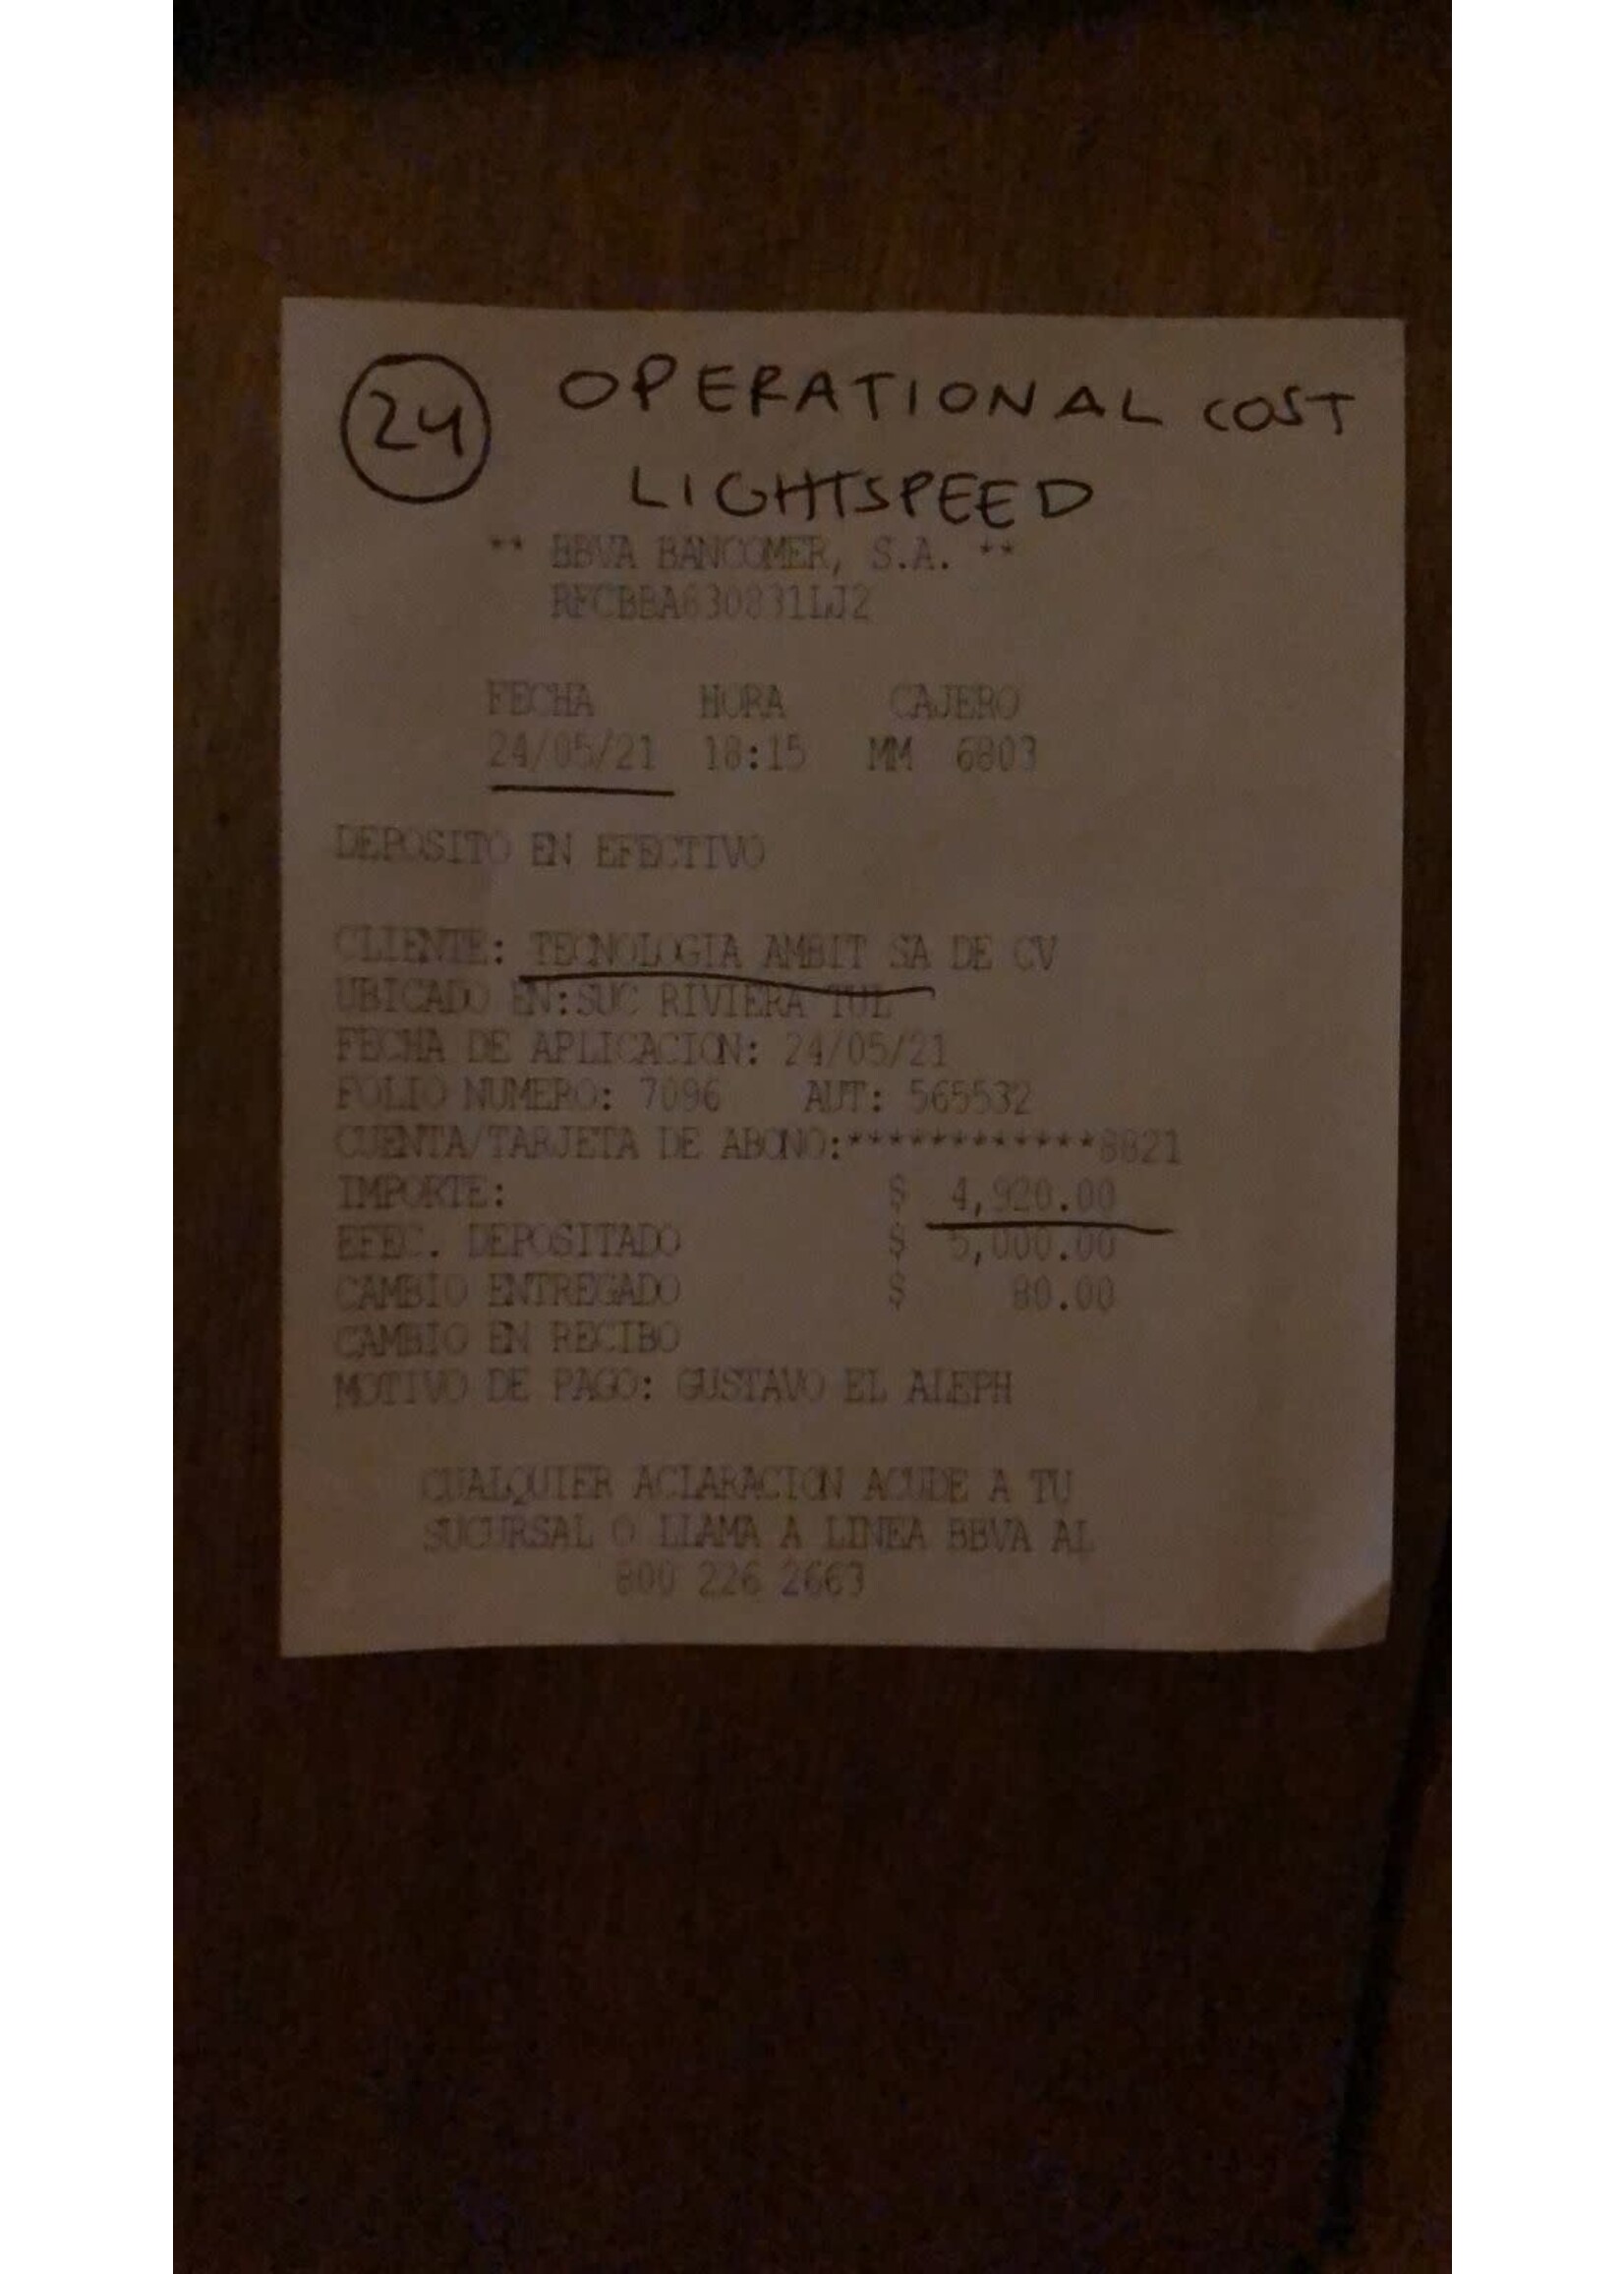 24 OPERATIONAL COST
LIGHTSPEED
** BBVA BANCOMER, S.A. **
RFCBBA830831LJ2
FECHA HORA CAJERO
24/05/21 18:15 MM 6803
DEPOSITO EN EFECTIVO
CLIENTE: TECNOLOGIA AMBIT SA DE CV
UBICADO EN:SUC RIVIERA TUL
FECHA DE APLICACION: 24/05/21
FOLIO NUMERO: 7096 AUT: 565532
CUENTA/TARJETA DE ABONO:************8821
IMPORTE: $ 4,920.00
EFEC. DEPOSITADO $ 5,000.00
CAMBIO ENTREGADO $ 80.00
CAMBIO EN RECIBO
MOTIVO DE PAGO: GUSTAVO EL ALEPH
CUALQUIER ACLARACION ACUDE A TU
SUCURSAL O LLAMA A LINEA BBVA AL
800 226 2663